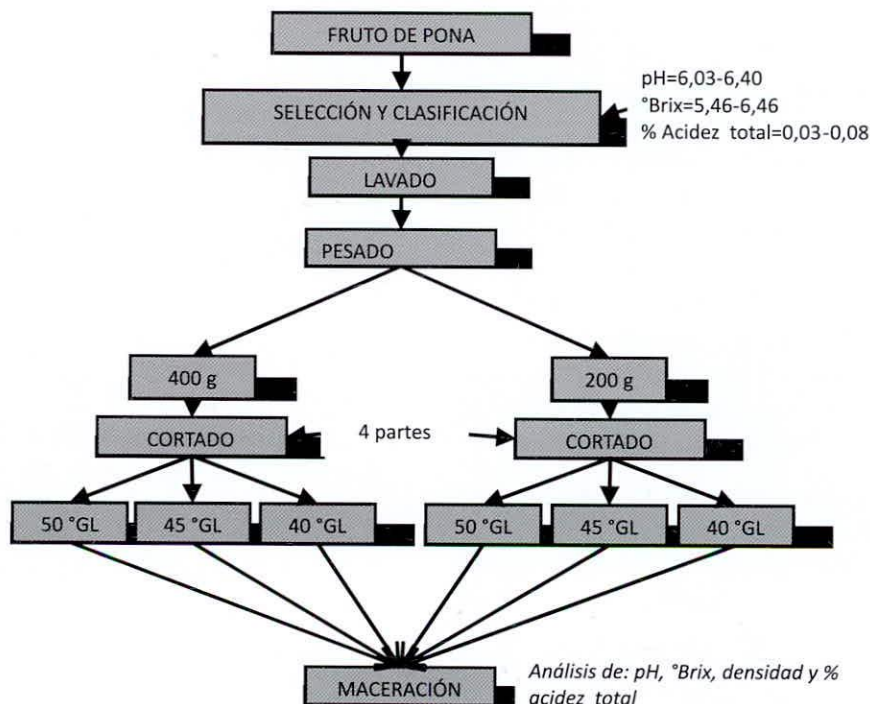 FRUTO DE PONA
SELECCIÓN Y CLASIFICACIÓN
pH=6,03-6,40
°Brix=5,46-6,46
% Acidez total=0,03-0,08
LAVADO
PESADO
400 g
200 g
CORTADO
4 partes
CORTADO
50 °GL
45 °GL
40 °GL
50 °GL
45 °GL
40 °GL
MACERACIÓN
Análisis de: pH, °Brix, densidad y %
acidez total